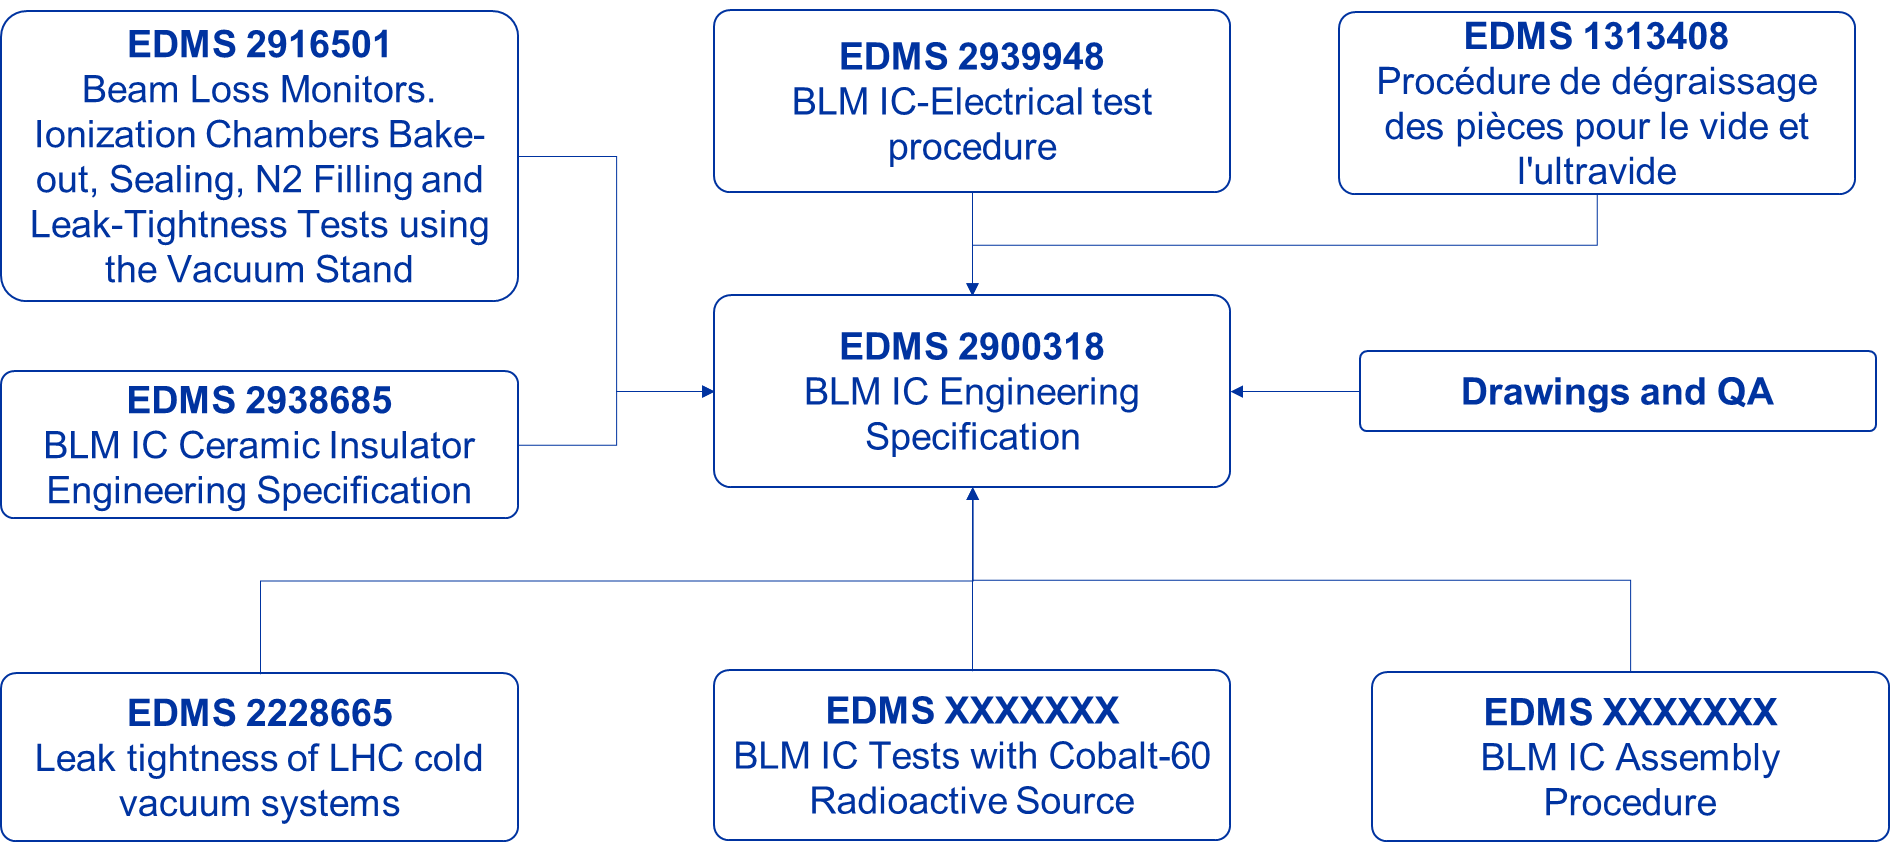 EDMS 2916501
Beam Loss Monitors.
Ionization Chambers Bake-
out, Sealing, N2 Filling and
Leak-Tightness Tests using
the Vacuum Stand
EDMS 2939948
BLM IC-Electrical test
procedure
EDMS 1313408
Procédure de dégraissage
des pièces pour le vide et
l'ultravide
EDMS 2938685
BLM IC Ceramic Insulator
Engineering Specification
EDMS 2900318
BLM IC Engineering
Specification
Drawings and QA
EDMS 2228665
Leak tightness of LHC cold
vacuum systems
EDMS XXXXXXX
BLM IC Tests with Cobalt-60
Radioactive Source
EDMS XXXXXXX
BLM IC Assembly
Procedure